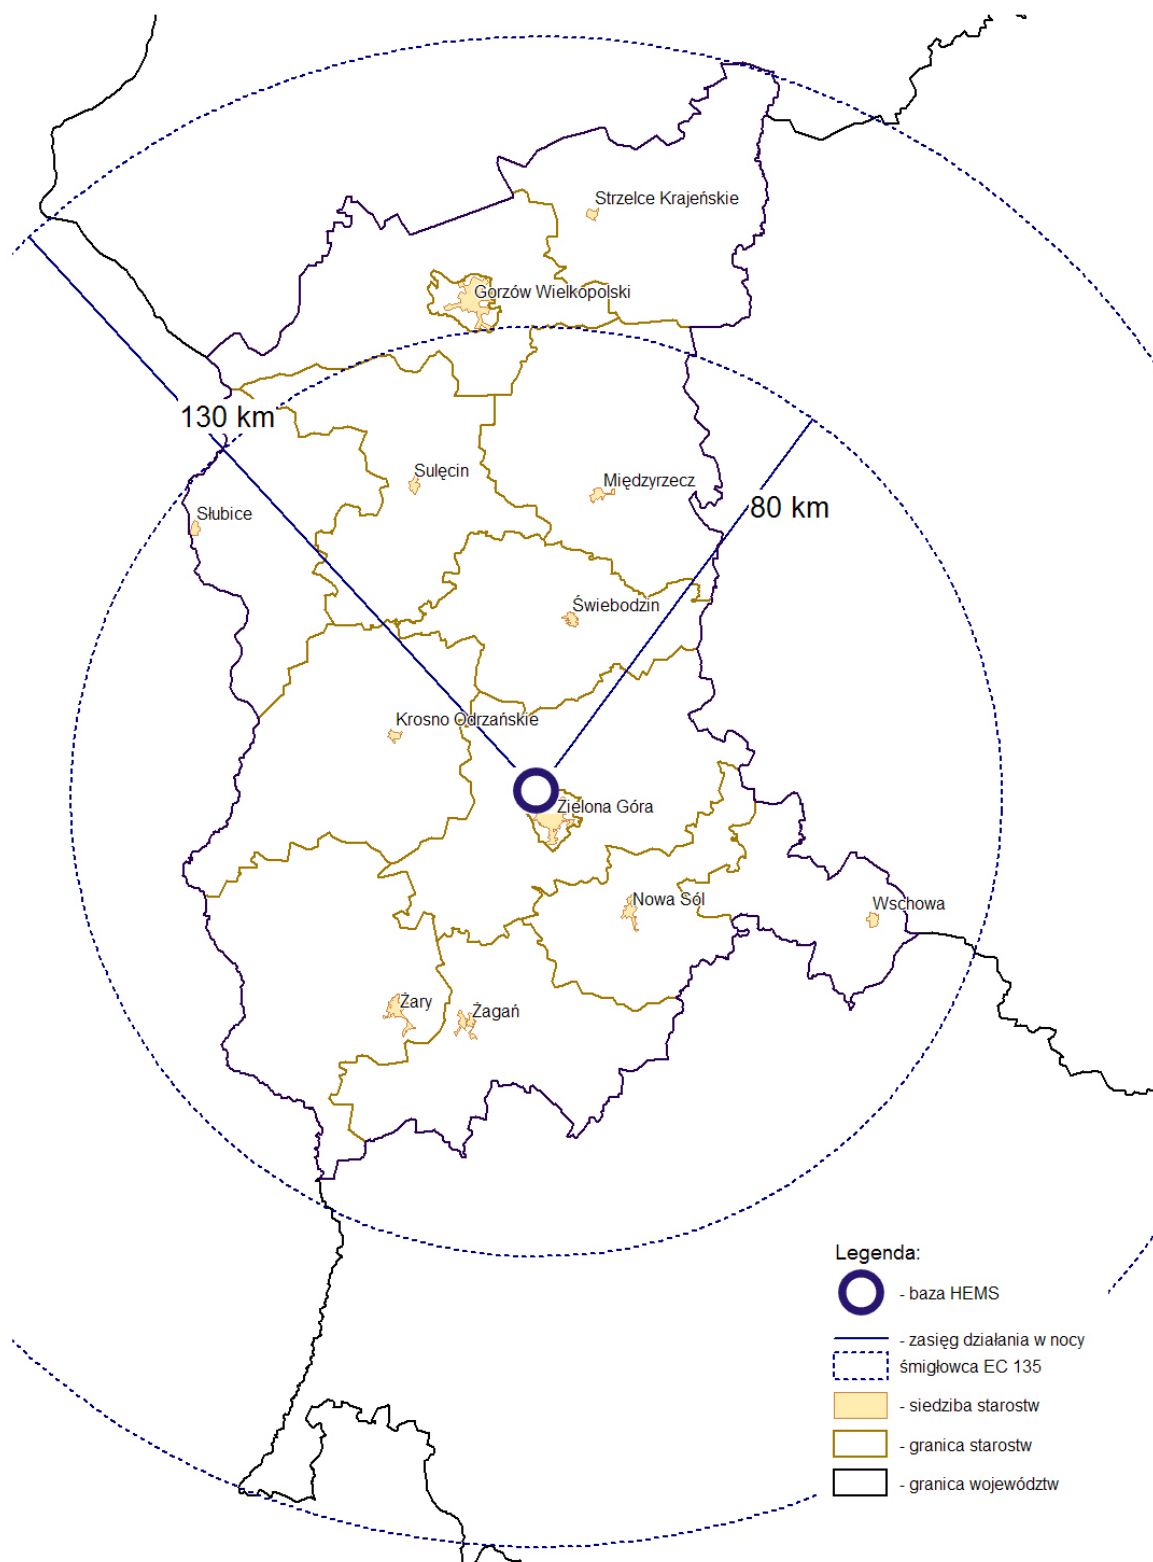 Strzelce Krajeńskie
Gorzów Wielkopolski
130 km
Sulęcin
Międzyrzecz
80 km
Słubice
Świebodzin
Krosno Odrzańskie
Zielona Góra
Nowa Sól
Wschowa
Żary
Żagań
Legenda:
- baza HEMS
- zasięg działania w nocy
śmigłowca EC 135
- siedziba starostw
- granica starostw
- granica województw